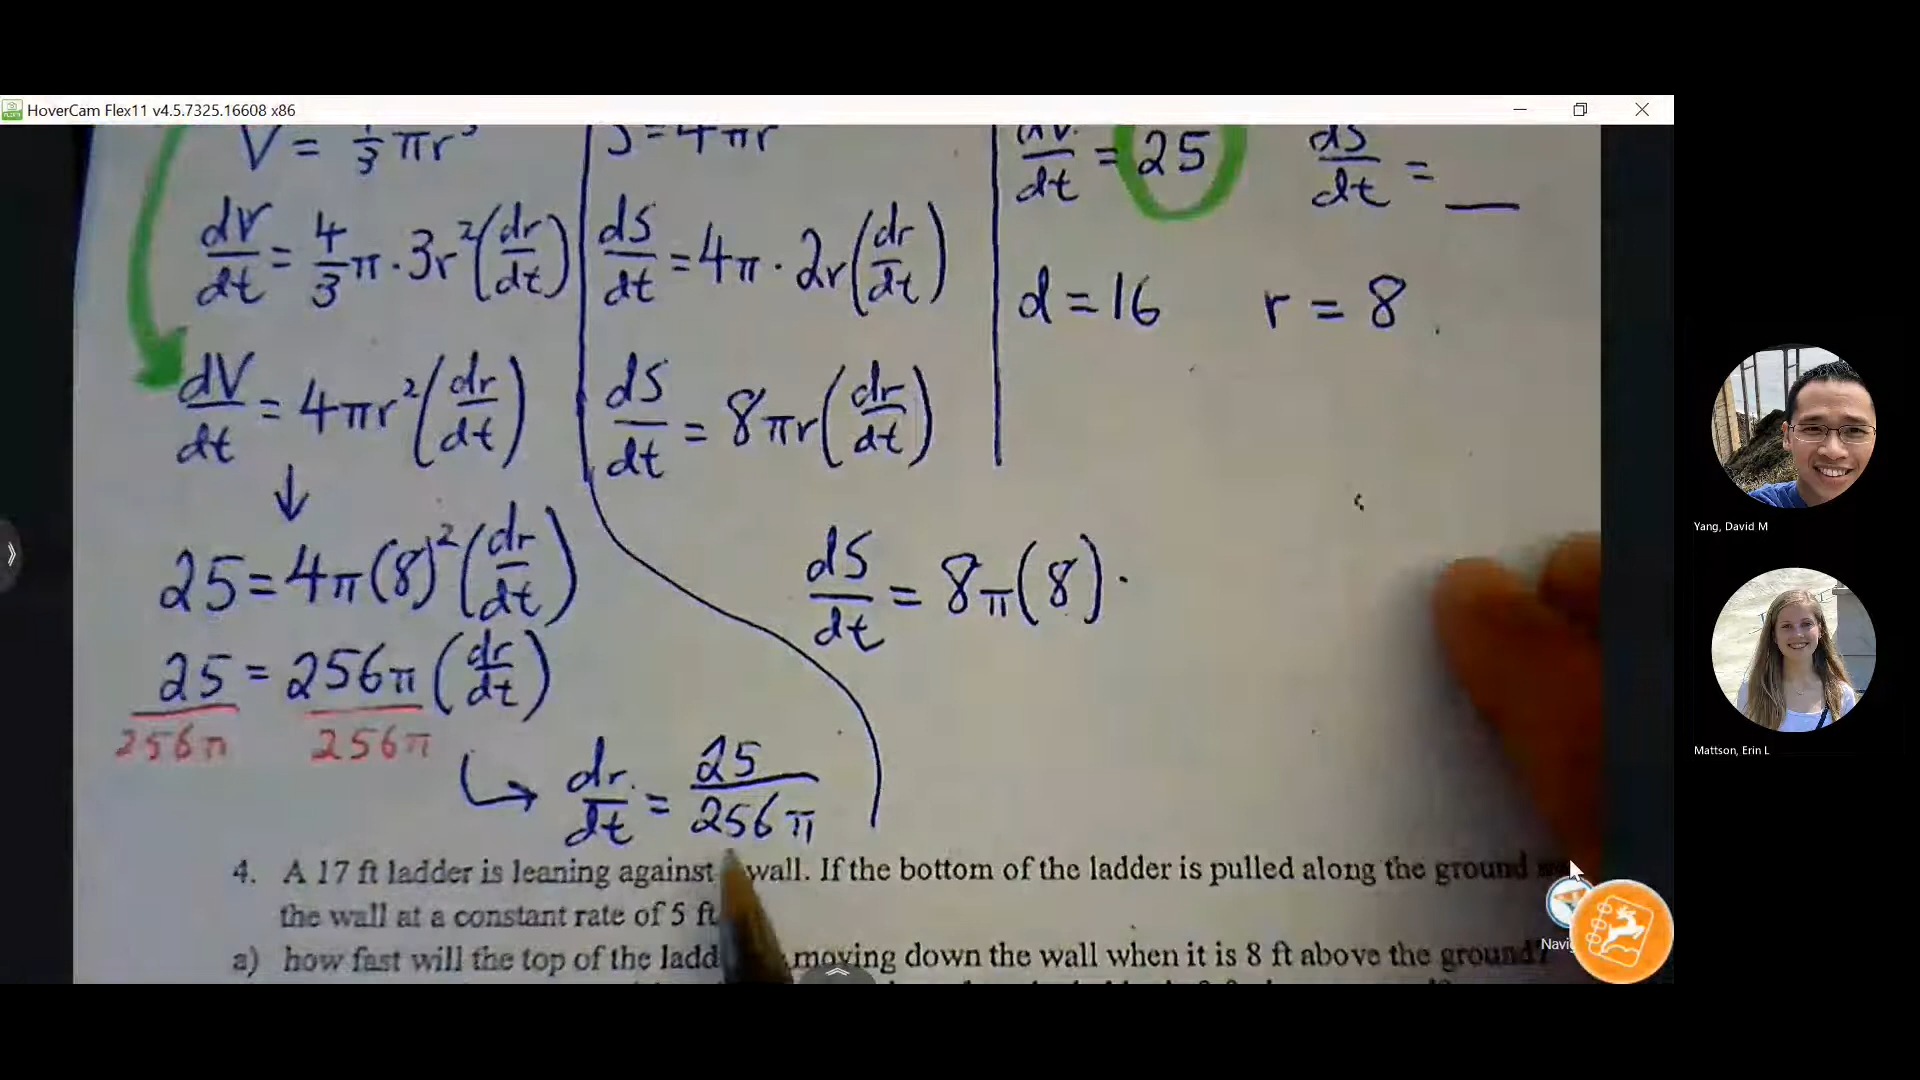 HoverCam Flex11 v4.5.7325.16608 x86
V = 4/3 πr³
dV/dt = 4/3 π · 3r² (dr/dt)
dV/dt = 4πr² (dr/dt)
↓
25 = 4π(8)² (dr/dt)
25 = 256π (dr/dt)
256π 256π
↳ dr/dt = 25/256π
S = 4πr
dS/dt = 4π · 2r (dr/dt)
dS/dt = 8πr (dr/dt)
dV/dt = 25 dS/dt = __
d = 16 r = 8
dS/dt = 8π(8) ·
4. A 17 ft ladder is leaning against wall. If the bottom of the ladder is pulled along the ground
the wall at a constant rate of 5 ft
a) how fast will the top of the ladd moving down the wall when it is 8 ft above the ground?
Navi
Yang, David M
Mattson, Erin L